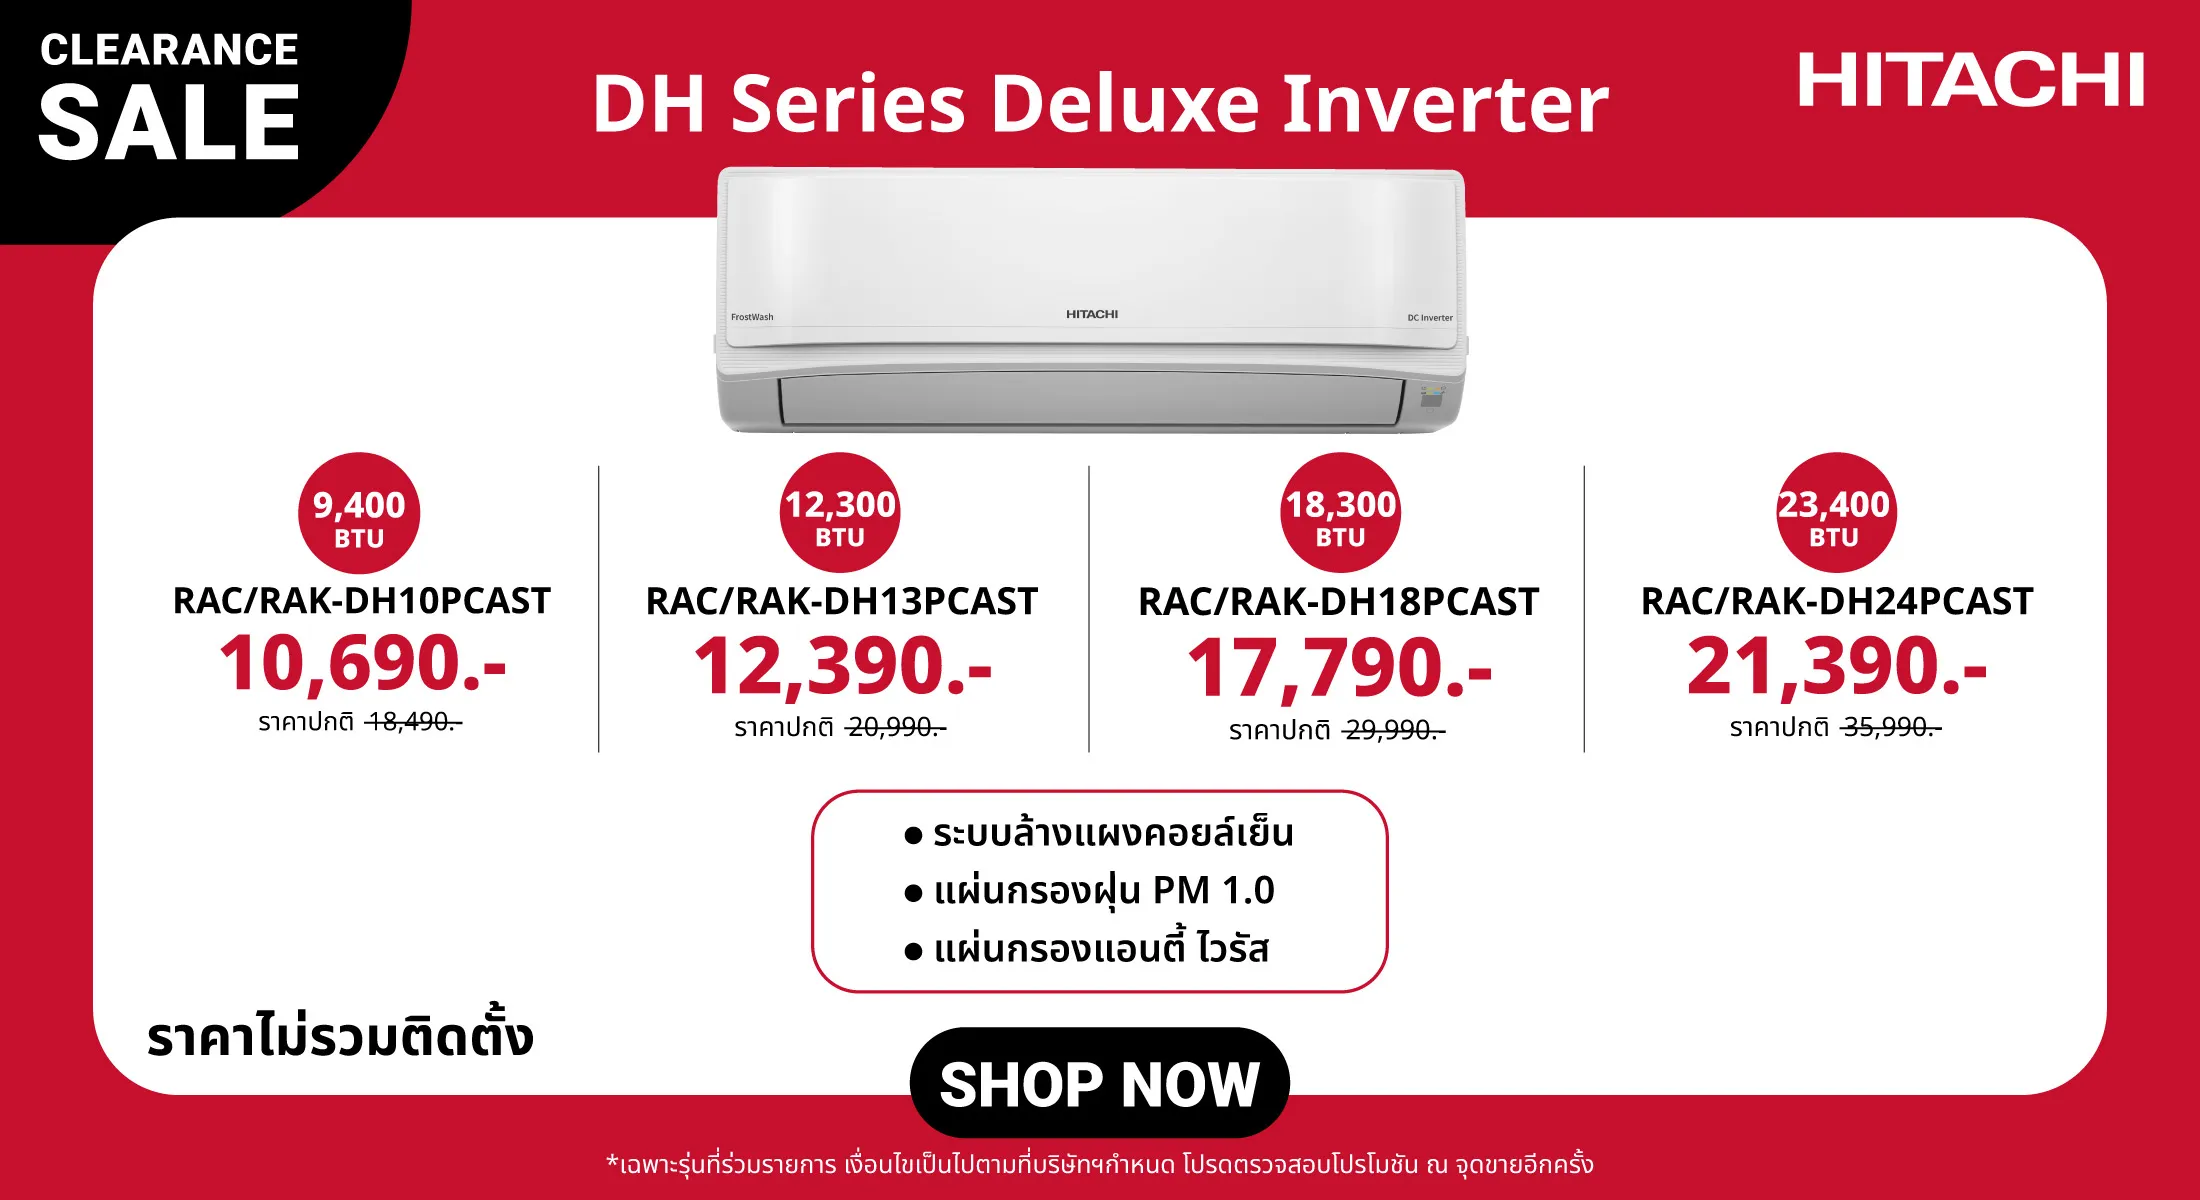 CLEARANCE
SALE
DH Series Deluxe Inverter
HITACHI
FrostWash
HITACHI
DC Inverter
9,400
BTU
RAC/RAK-DH10PCAST
10,690.-
ราคาปกติ 18,490.-
12,300
BTU
RAC/RAK-DH13PCAST
12,390.-
ราคาปกติ 20,990.-
18,300
BTU
RAC/RAK-DH18PCAST
17,790.-
ราคาปกติ 29,990.-
23,400
BTU
RAC/RAK-DH24PCAST
21,390.-
ราคาปกติ 35,990.-
● ระบบล้างแผงคอยล์เย็น
● แผ่นกรองฝุ่น PM 1.0
● แผ่นกรองแอนตี้ ไวรัส
ราคาไม่รวมติดตั้ง
SHOP NOW
*เฉพาะรุ่นที่ร่วมรายการ เงื่อนไขเป็นไปตามที่บริษัทฯกำหนด โปรดตรวจสอบโปรโมชัน ณ จุดขายอีกครั้ง